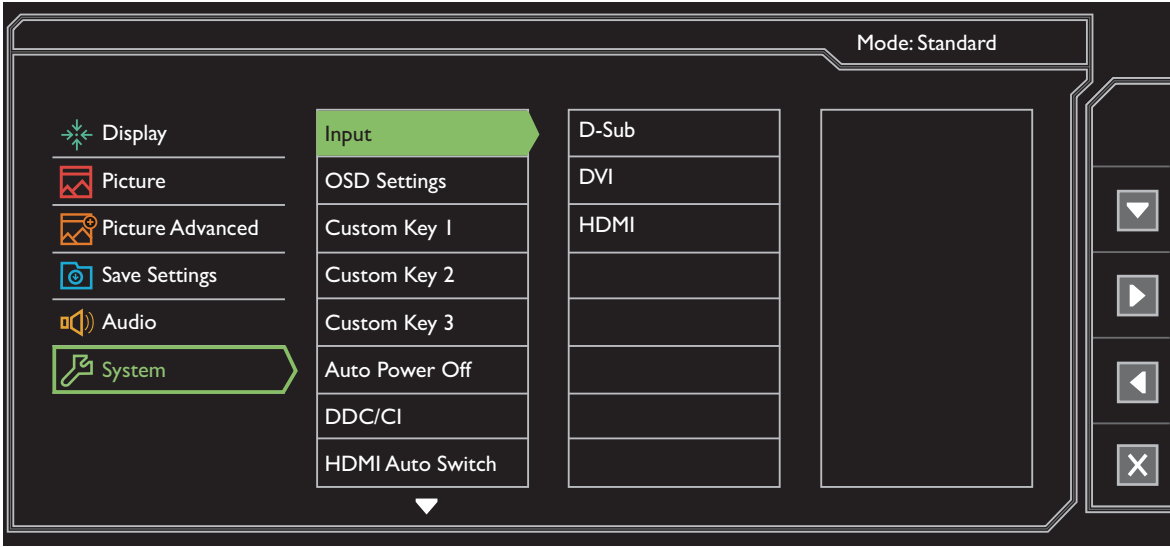 Mode: Standard
Display
Picture
Picture Advanced
Save Settings
Audio
System
Input
OSD Settings
Custom Key 1
Custom Key 2
Custom Key 3
Auto Power Off
DDC/CI
HDMI Auto Switch
D-Sub
DVI
HDMI
X